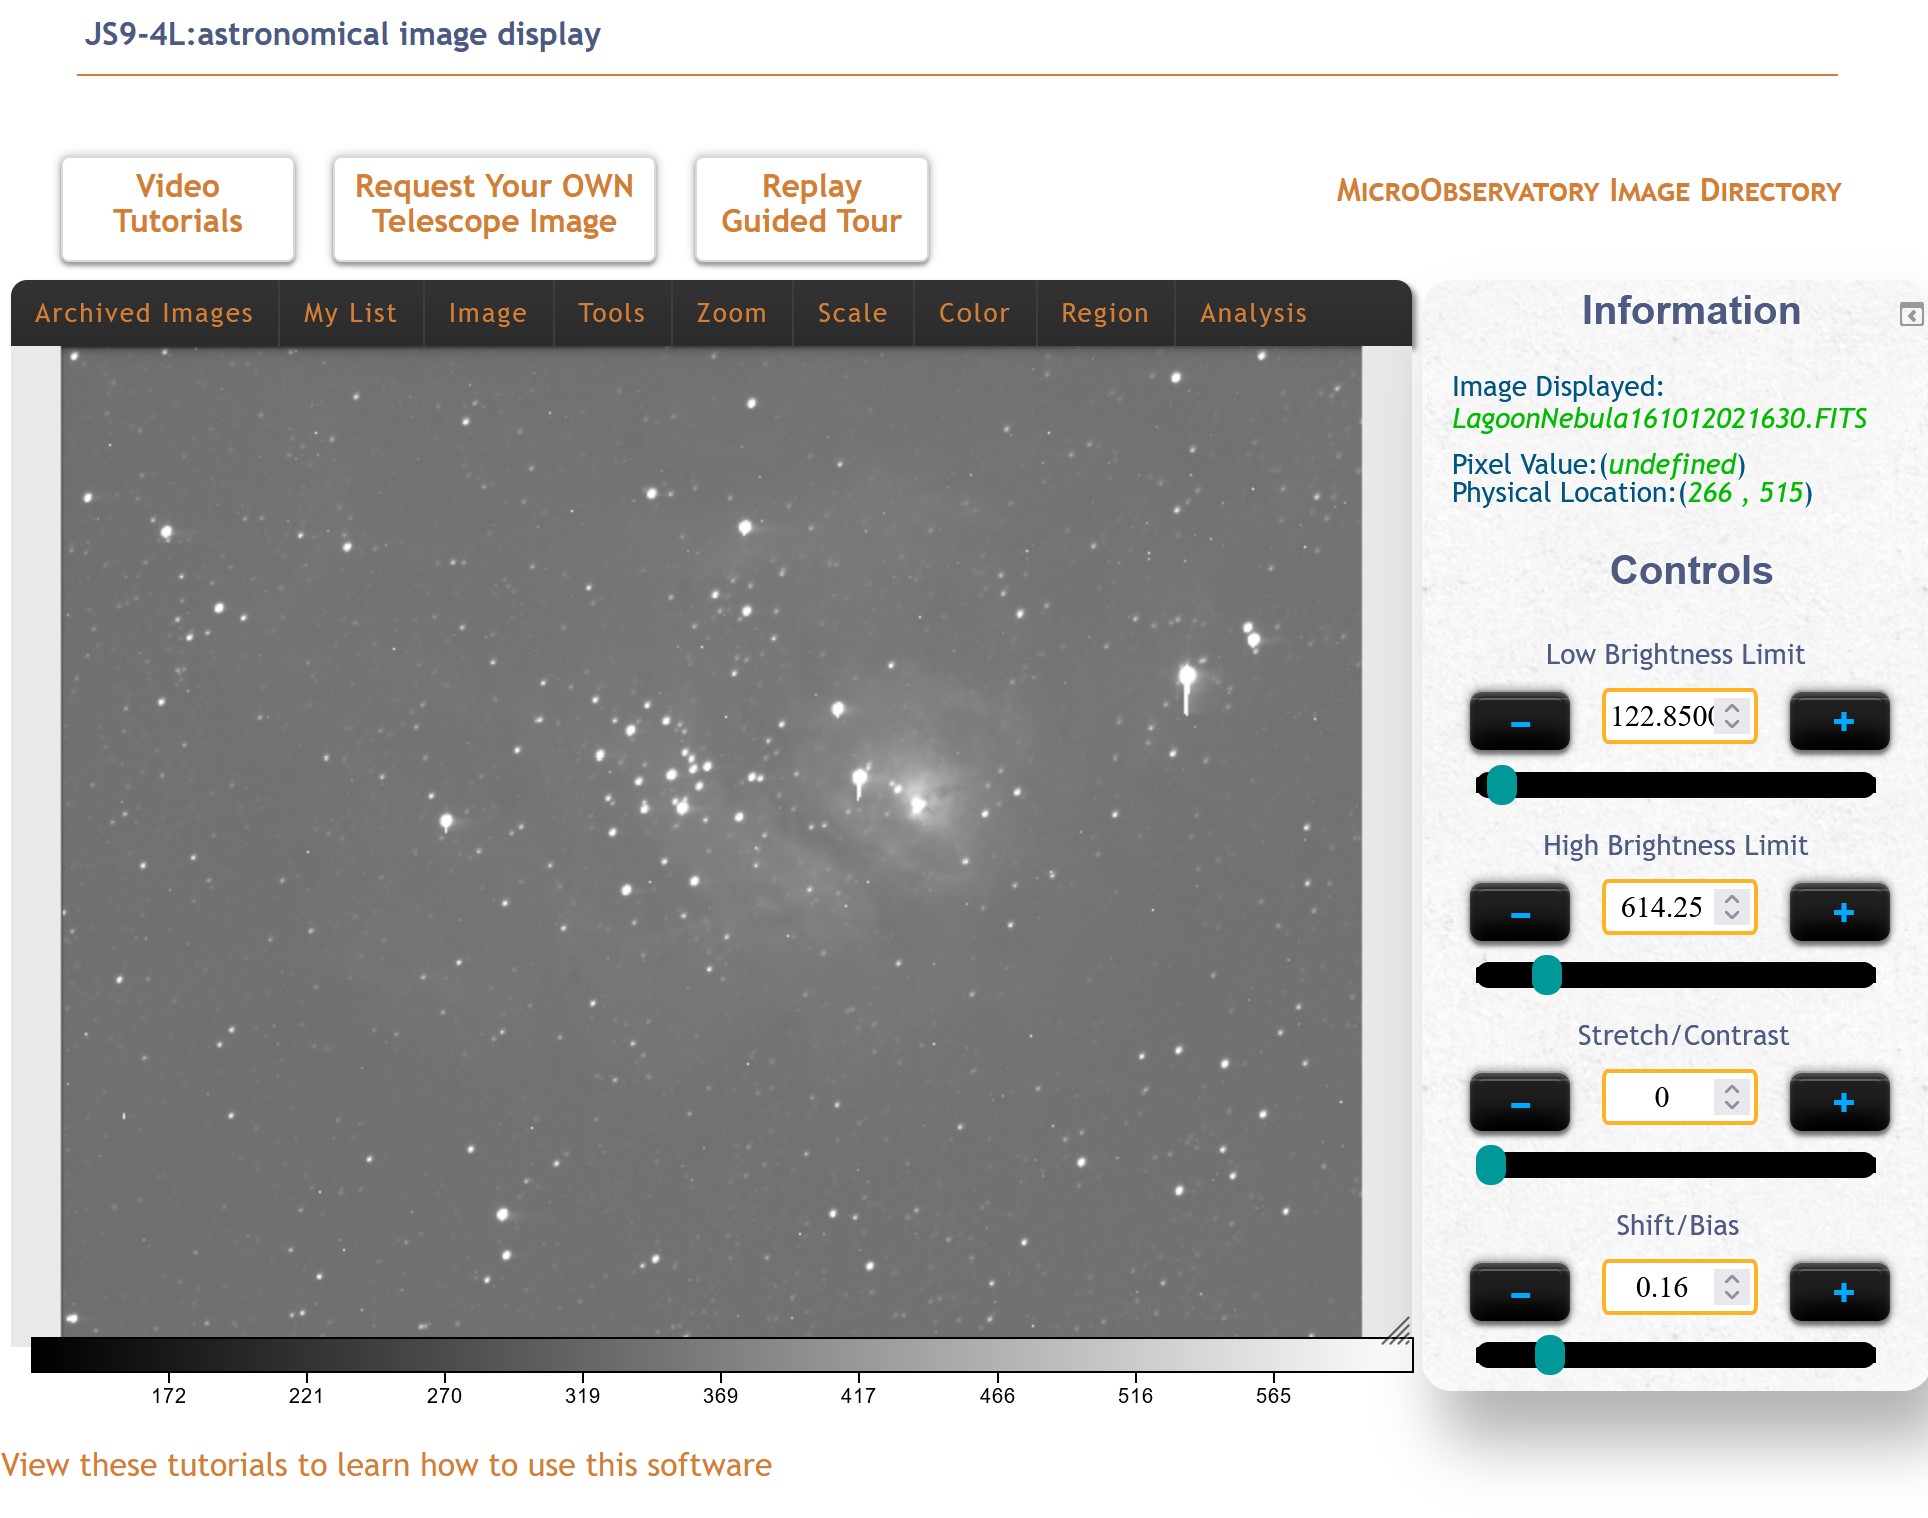 JS9-4L:astronomical image display
Video
Tutorials
Request Your OWN
Telescope Image
Replay
Guided Tour
MicroObservatory Image Directory
Archived Images
My List
Image
Tools
Zoom
Scale
Color
Region
Analysis
Information
Image Displayed:
LagoonNebula161012021630.FITS
Pixel Value:(undefined)
Physical Location:(266 , 515)
Controls
Low Brightness Limit
-
122.850
+
High Brightness Limit
-
614.25
+
Stretch/Contrast
-
0
+
Shift/Bias
-
0.16
+
172 221 270 319 369 417 466 516 565
View these tutorials to learn how to use this software